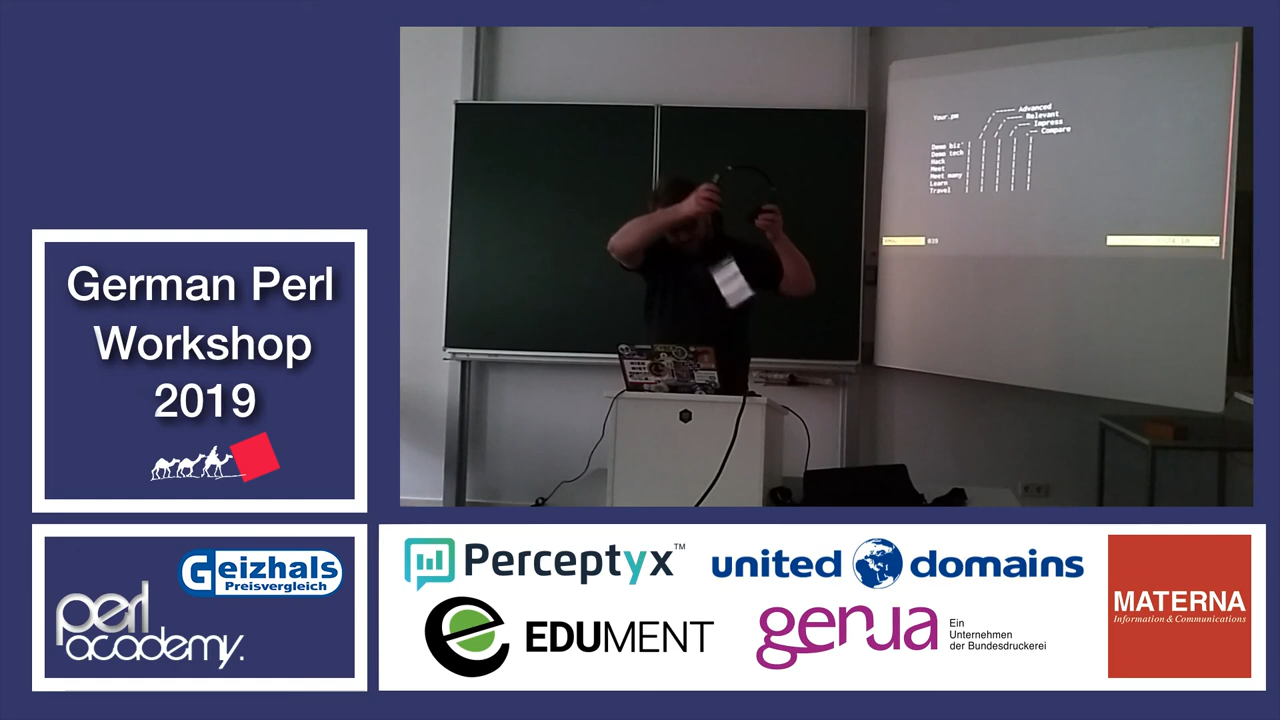 German Perl
Workshop
2019
Geizhals
Preisvergleich
perl
academy.
Advanced
Your.pm
Relevant
Impress
Compare
Demo biz'
Demo tech
Hack
Meet
Meet many
Learn
Travel
Perceptyx™
united domains
EDUMENT
genua
Ein
Unternehmen
der Bundesdruckerei
MATERNA
Information & Communications